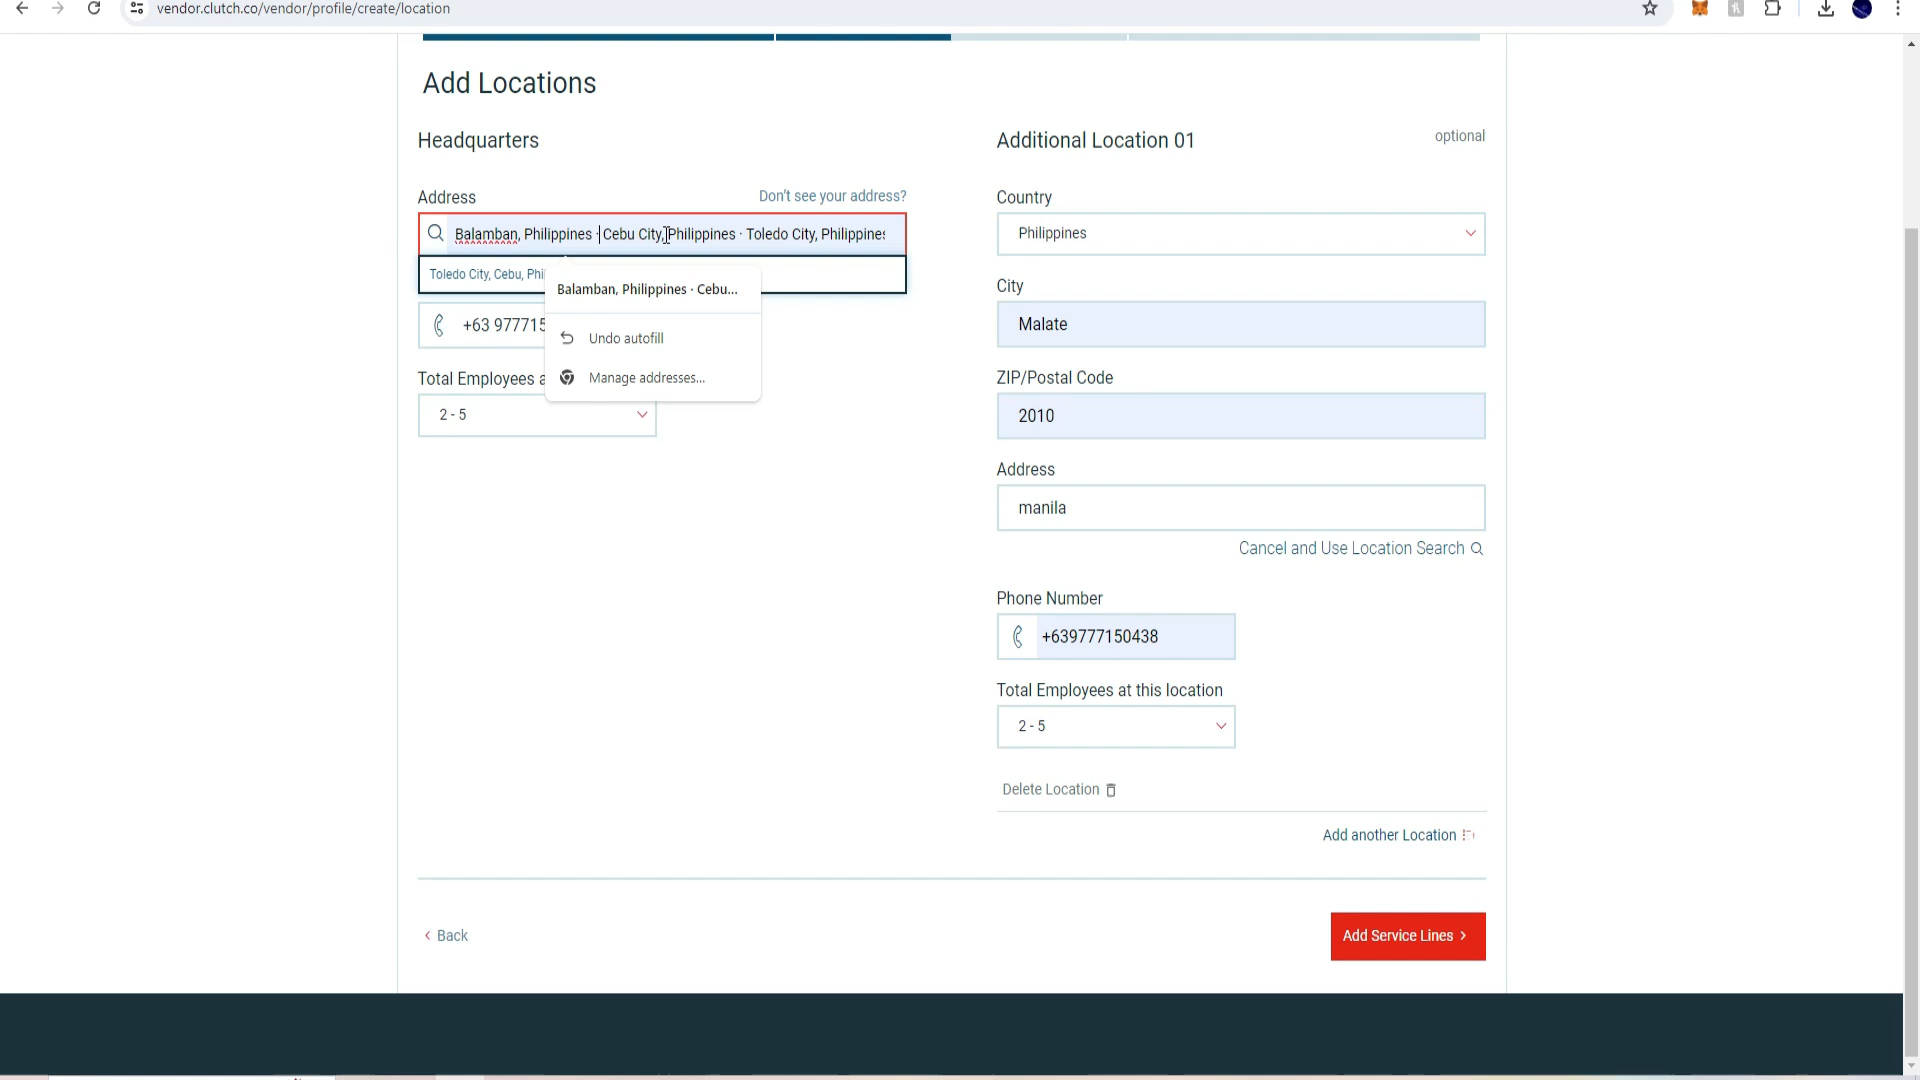 vendor.clutch.co/vendor/profile/create/location
Add Locations
Headquarters
Address
Don't see your address?
Balamban, Philippines · Cebu City, Philippines · Toledo City, Philippines
Toledo City, Cebu, Phi
Balamban, Philippines · Cebu...
Undo autofill
Manage addresses...
+63 977715
Total Employees a
2 - 5
Additional Location 01
optional
Country
Philippines
City
Malate
ZIP/Postal Code
2010
Address
manila
Cancel and Use Location Search
Phone Number
+639777150438
Total Employees at this location
2 - 5
Delete Location
Add another Location
Back
Add Service Lines